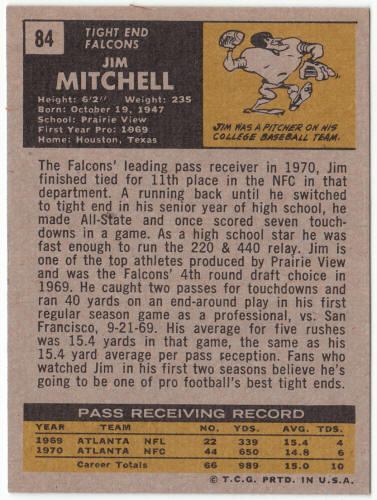 84
TIGHT END
FALCONS
JIM
MITCHELL
Height: 6'2" Weight: 235
Born: October 19, 1947
School: Prairie View
First Year Pro: 1969
Home: Houston, Texas
JIM WAS A PITCHER ON HIS
COLLEGE BASEBALL TEAM.
The Falcons' leading pass receiver in 1970, Jim
finished tied for 11th place in the NFC in that
department. A running back until he switched
to tight end in his senior year of high school, he
made All-State and once scored seven touch-
downs in a game. As a high school star he was
fast enough to run the 220 & 440 relay. Jim is
one of the top athletes produced by Prairie View
and was the Falcons' 4th round draft choice in
1969. He caught two passes for touchdowns and
ran 40 yards on an end-around play in his first
regular season game as a professional, vs. San
Francisco, 9-21-69. His average for five rushes
was 15.4 yards in that game, the same as his
15.4 yard average per pass reception. Fans who
watched Jim in his first two seasons believe he's
going to be one of pro football's best tight ends.
PASS RECEIVING RECORD
YEAR TEAM NO. YDS. AVG. TDS.
1969 ATLANTA NFL 22 339 15.4 4
1970 ATLANTA NFC 44 650 14.8 6
Career Totals 66 989 15.0 10
© T.C.G. PRTD. IN U.S.A.